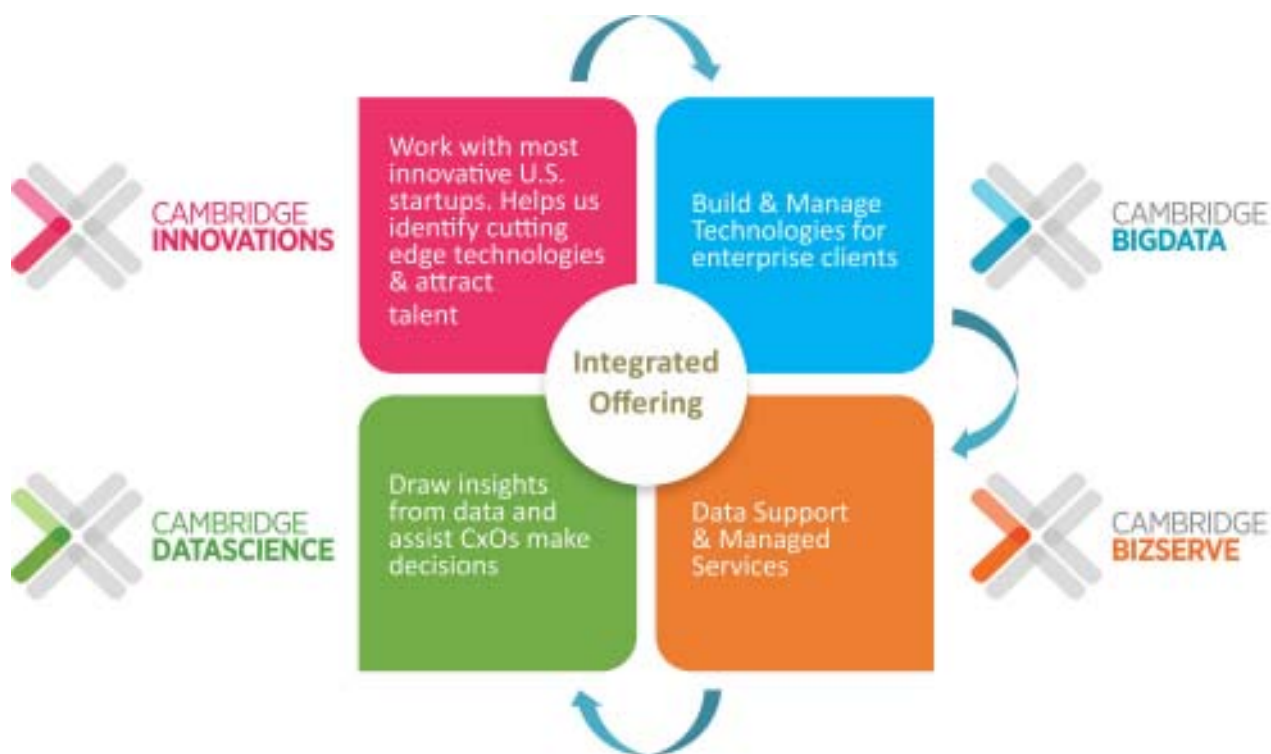 Work with most
innovative U.S.
startups. Helps us
identify cutting
edge technologies
& attract
talent
CAMBRIDGE
INNOVATIONS
Build & Manage
Technologies for
enterprise clients
CAMBRIDGE
BIGDATA
Integrated
Offering
CAMBRIDGE
DATASCIENCE
Draw insights
from data and
assist CxOs make
decisions
Data Support
& Managed
Services
CAMBRIDGE
BIZSERVE